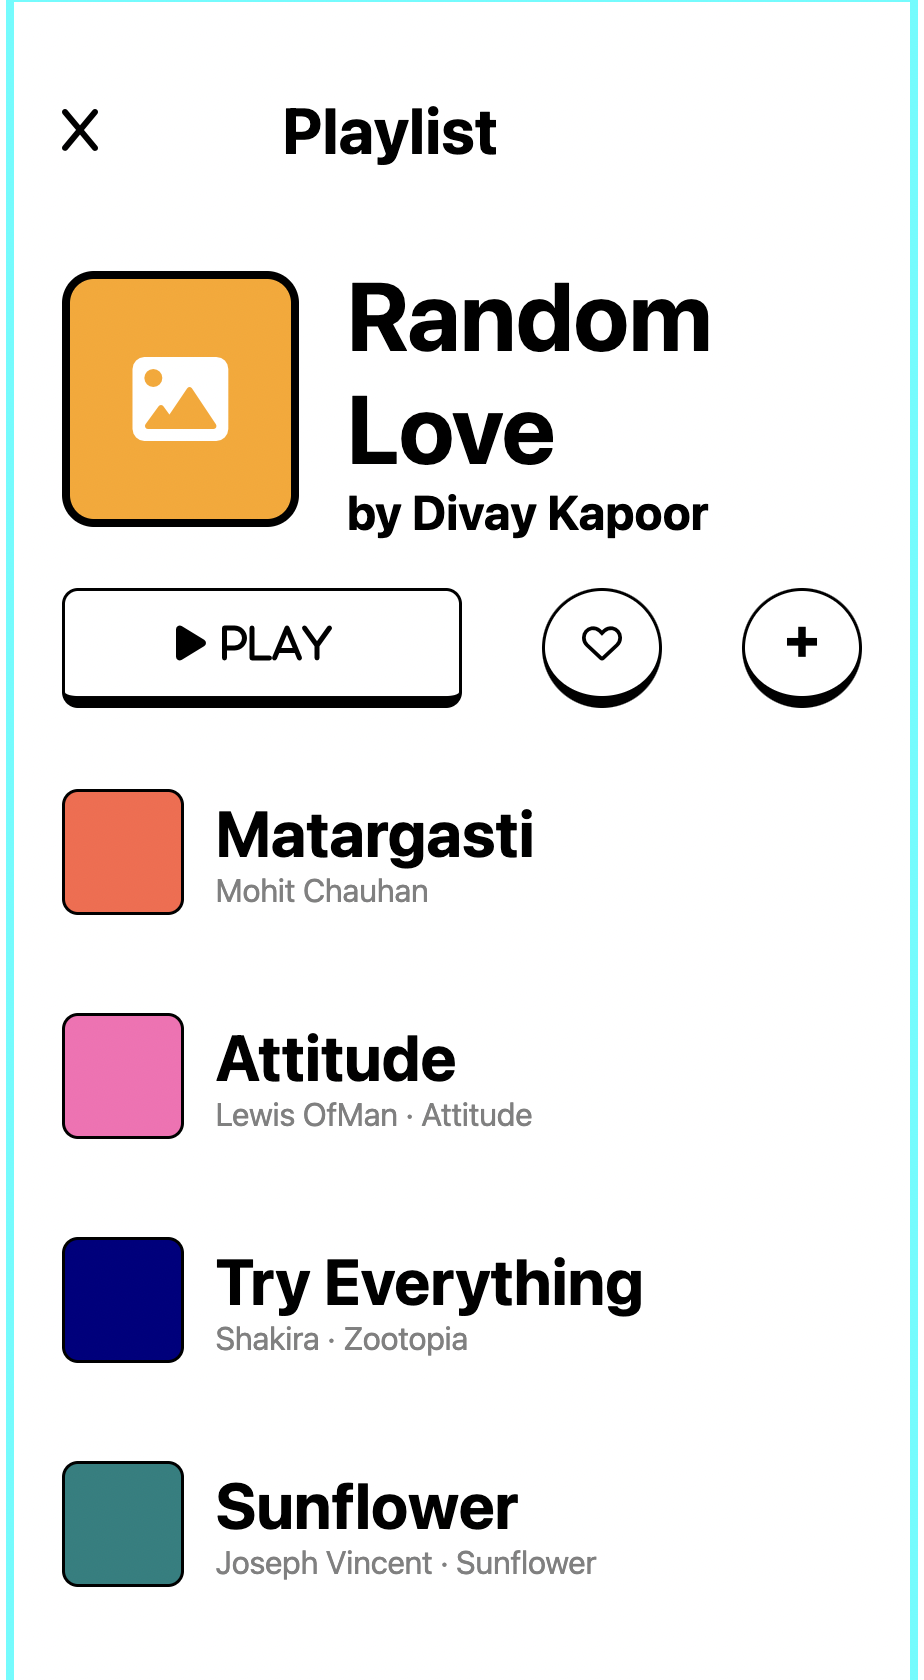 Playlist
Random
Love
by Divay Kapoor
PLAY
Matargasti
Mohit Chauhan
Attitude
Lewis OfMan · Attitude
Try Everything
Shakira · Zootopia
Sunflower
Joseph Vincent · Sunflower